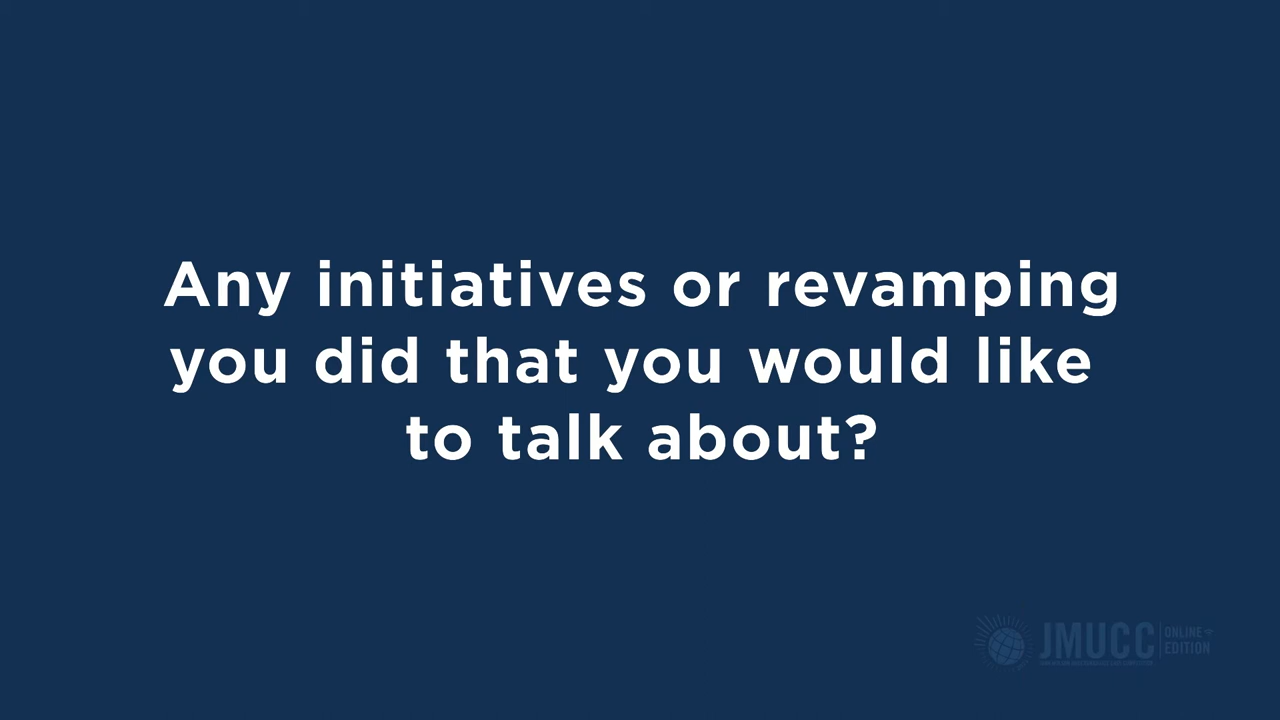 Any initiatives or revamping
you did that you would like
to talk about?
JMUCC
ONLINE
EDITION